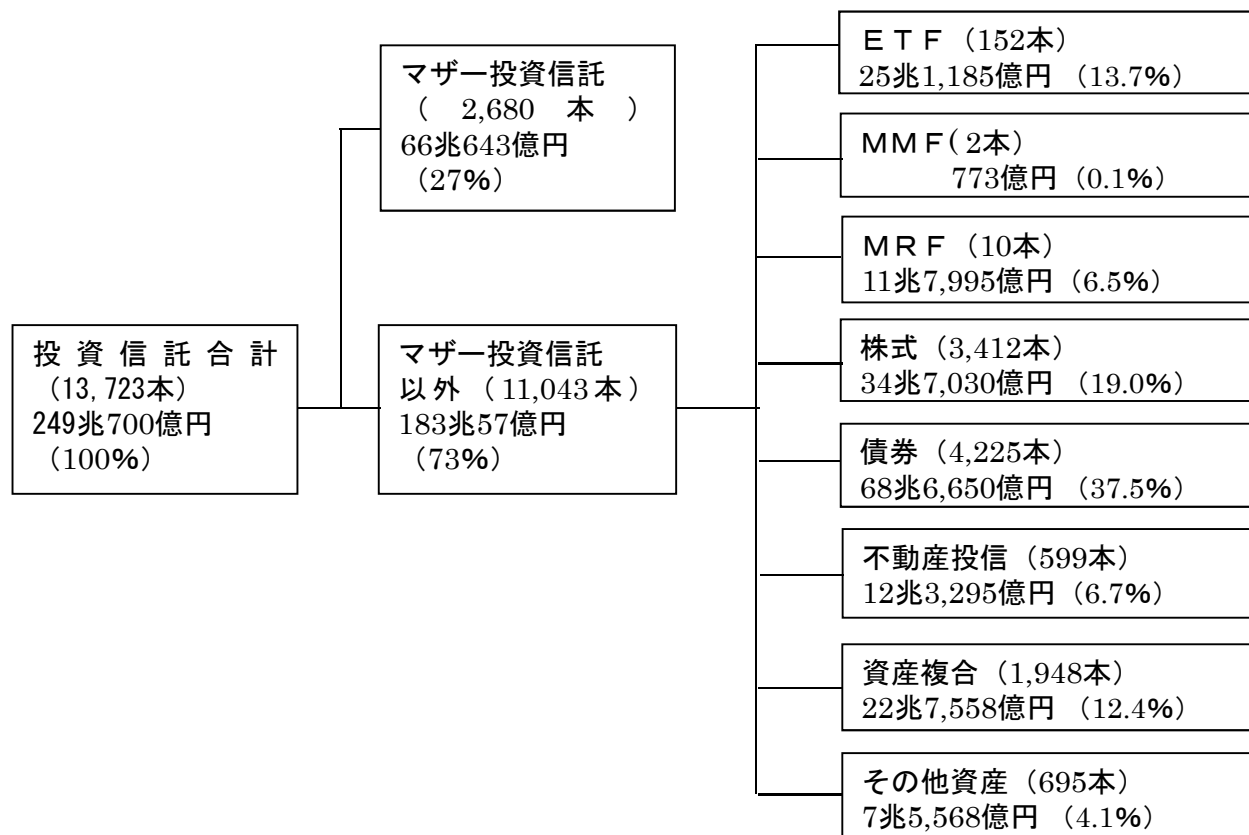 投資信託合計
（13,723本）
249兆700億円
（100%）
マザー投資信託
（ 2,680 本 ）
66兆643億円
（27%）
マザー投資信託
以外（11,043本）
183兆57億円
（73%）
ＥＴＦ（152本）
25兆1,185億円（13.7%）
ＭＭＦ(2本）
773億円（0.1%）
ＭＲＦ（10本）
11兆7,995億円（6.5%）
株式（3,412本）
34兆7,030億円（19.0%）
債券（4,225本）
68兆6,650億円（37.5%）
不動産投信（599本）
12兆3,295億円（6.7%）
資産複合（1,948本）
22兆7,558億円（12.4%）
その他資産（695本）
7兆5,568億円（4.1%）